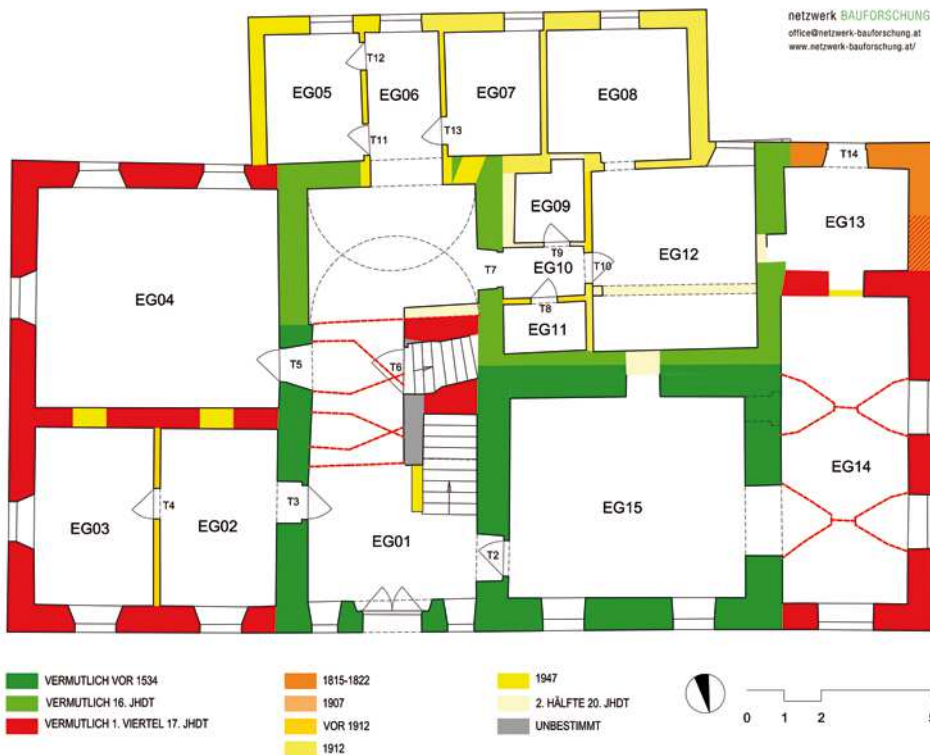 netzwerk BAUFORSCHUNG
office@netzwerk-bauforschung.at
www.netzwerk-bauforschung.at/
T12
EG05
EG06
EG07
EG08
T11
T13
T14
EG09
EG13
T9
T7
EG10
T10
EG12
EG04
T8
EG11
T5
T6
EG14
EG03
T4
EG02
T3
EG15
EG01
T2
VERMUTLICH VOR 1534
VERMUTLICH 16. JHDT
VERMUTLICH 1. VIERTEL 17. JHDT
1815-1822
1907
VOR 1912
1912
1947
2. HÄLFTE 20. JHDT
UNBESTIMMT
0 1 2 5